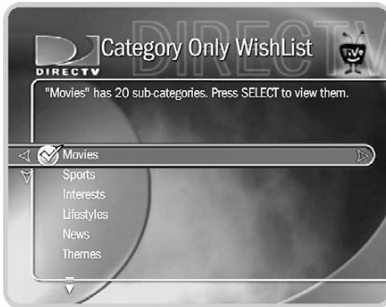 DIRECTV
Category Only WishList
TiVo
DIRECTV
"Movies" has 20 sub-categories. Press SELECT to view them.
Movies
Sports
Interests
Lifestyles
News
Themes